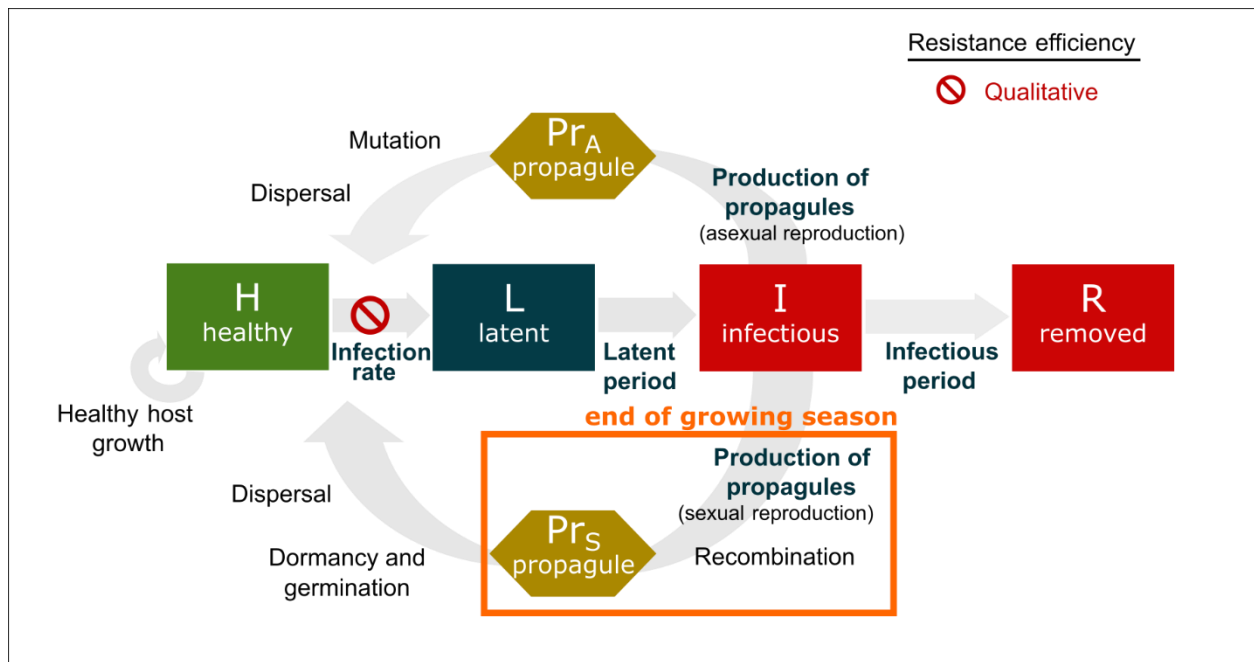 Resistance efficiency
Qualitative
Pr_A
propagule
Mutation
Dispersal
Production of
propagules
(asexual reproduction)
H
healthy
Infection
rate
L
latent
Latent
period
I
infectious
Infectious
period
R
removed
Healthy host
growth
end of growing season
Production of
propagules
(sexual reproduction)
Recombination
Pr_S
propagule
Dispersal
Dormancy and
germination